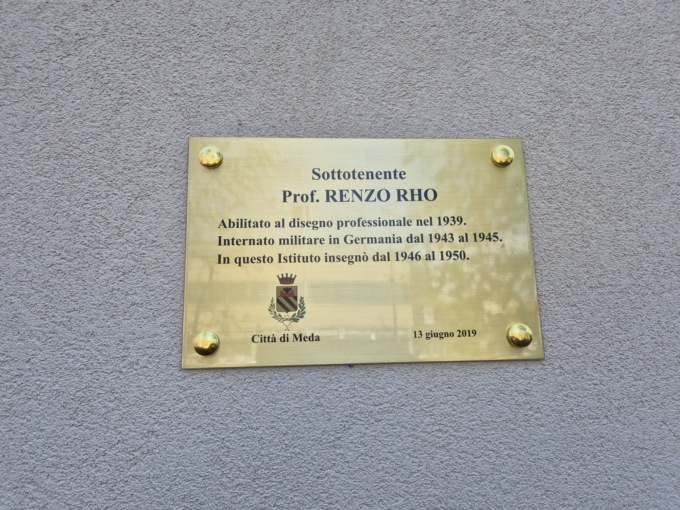 Sottotenente
Prof. RENZO RHO
Abilitato al disegno professionale nel 1939.
Internato militare in Germania dal 1943 al 1945.
In questo Istituto insegnò dal 1946 al 1950.
Città di Meda
13 giugno 2019